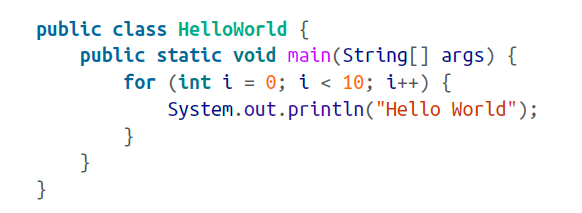 public class HelloWorld {
    public static void main(String[] args) {
        for (int i = 0; i < 10; i++) {
            System.out.println("Hello World");
        }
    }
}